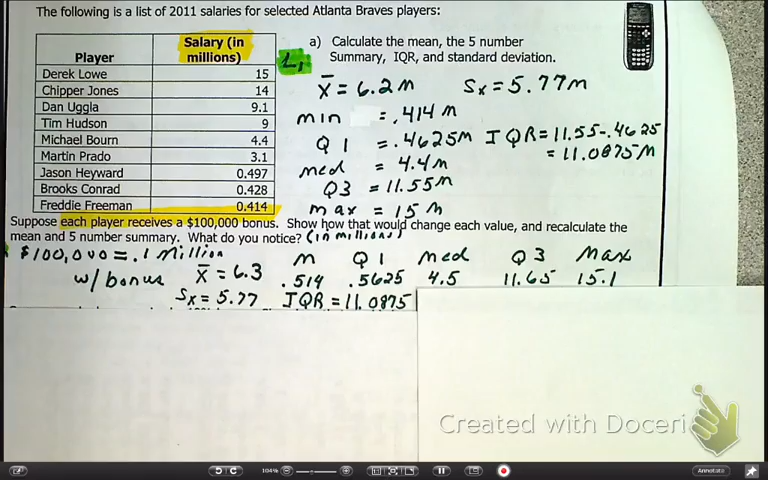 The following is a list of 2011 salaries for selected Atlanta Braves players:
Player Salary (in millions)
Derek Lowe 15
Chipper Jones 14
Dan Uggla 9.1
Tim Hudson 9
Michael Bourn 4.4
Martin Prado 3.1
Jason Heyward 0.497
Brooks Conrad 0.428
Freddie Freeman 0.414
L₁
a) Calculate the mean, the 5 number
Summary, IQR, and standard deviation.
x̄ = 6.2m Sx = 5.77m
min = .414 m
Q1 = .4625m IQR = 11.55-.4625
= 11.0875m
med = 4.4m
Q3 = 11.55m
max = 15 m
Suppose each player receives a $100,000 bonus. Show how that would change each value, and recalculate the
mean and 5 number summary. What do you notice? (in millions)
$100,000 = .1 million
w/ bonus x̄ = 6.3
Sx = 5.77
m Q1 med Q3 Max
.514 .5625 4.5 11.65 15.1
IQR = 11.0875
Created with Doceri
104%
Annotate